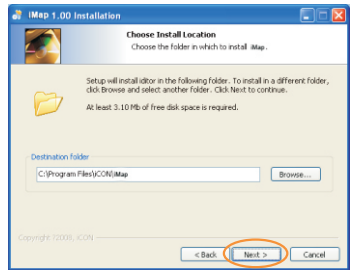 iMap 1.00 Installation
Choose Install Location
Choose the folder in which to install iMap.
Setup will install iditor in the following folder. To install in a different folder,
click Browse and select another folder. Click Next to continue.
At least 3.10 Mb of free disk space is required.
Destination folder
C:\Program Files\iCON\iMap
Browse....
Copyright ?2009, iCON
< Back
Next >
Cancel